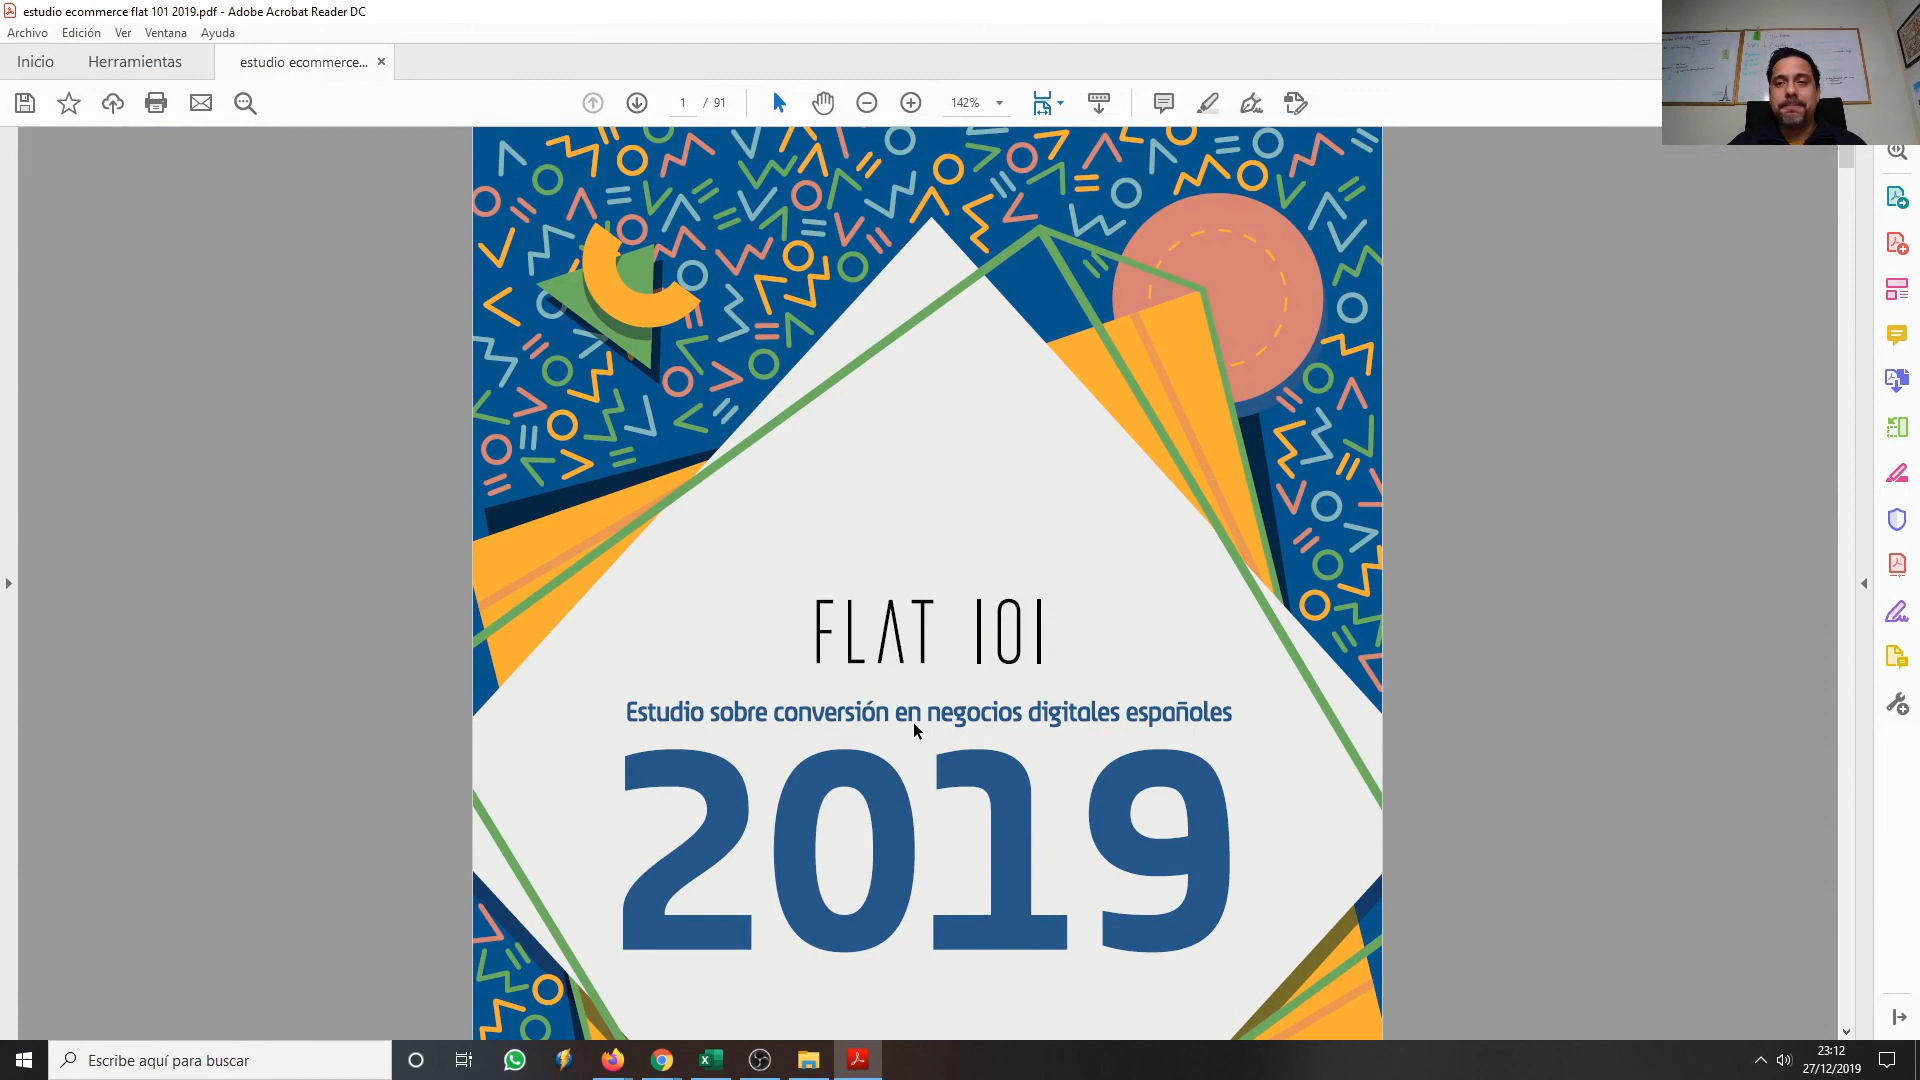 estudio ecommerce flat 101 2019.pdf - Adobe Acrobat Reader DC
Archivo Edición Ver Ventana Ayuda
Inicio Herramientas estudio ecommerce...
1 / 91 142%
FLAT 101
Estudio sobre conversión en negocios digitales españoles
2019
Escribe aquí para buscar
23:12
27/12/2019